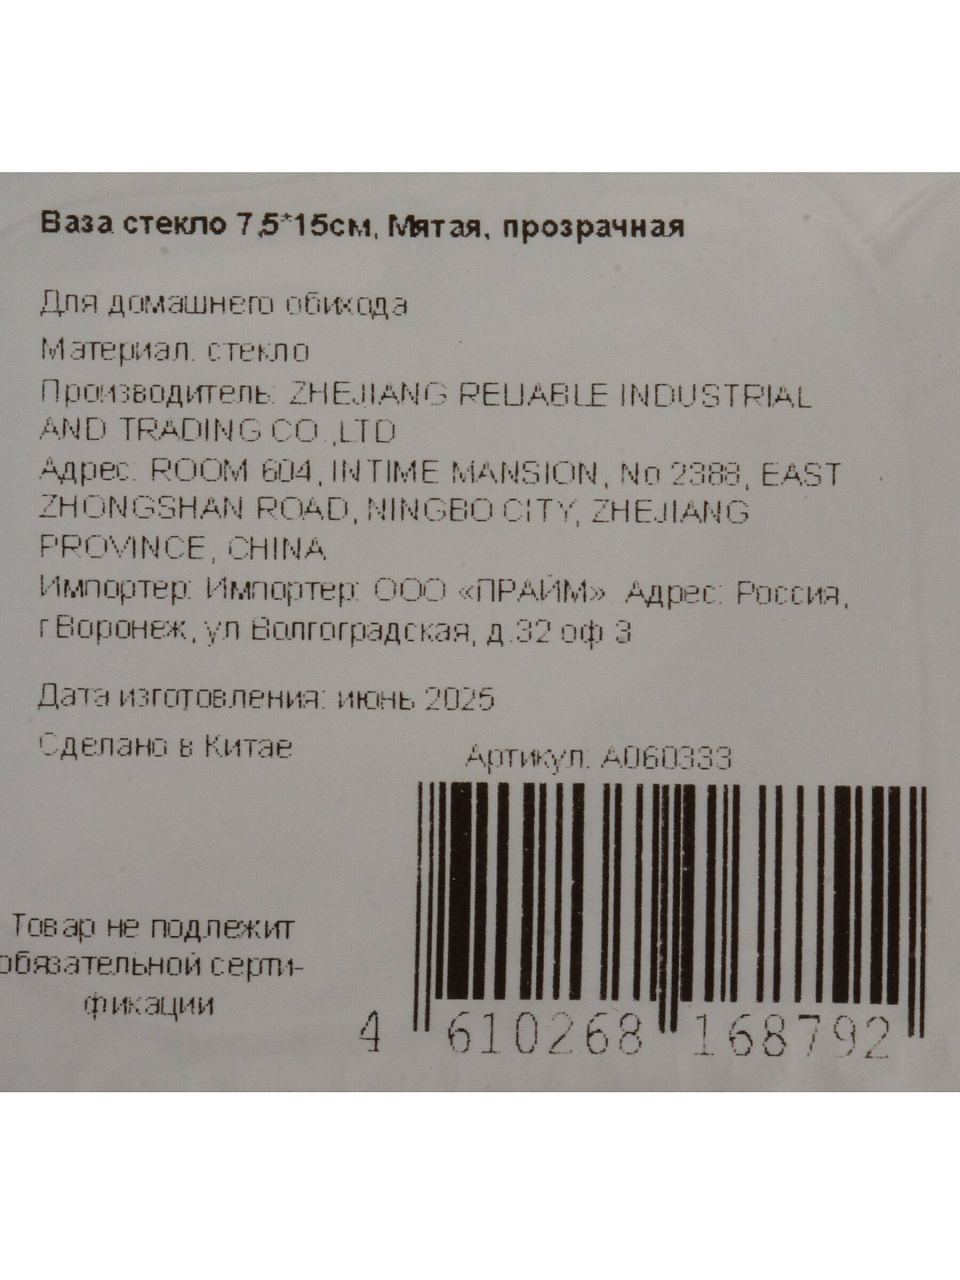 Ваза стекло 7,5*15см, Мятая, прозрачная
Для домашнего обихода
Материал: стекло
Производитель: ZHEJIANG RELIABLE INDUSTRIAL
AND TRADING CO.,LTD
Адрес: ROOM 604, INTIME MANSION, No 2388, EAST
ZHONGSHAN ROAD, NINGBO CITY, ZHEJIANG
PROVINCE, CHINA
Импортер: Импортер: ООО «ПРАЙМ». Адрес: Россия,
г.Воронеж, ул Волгоградская, д.32 оф 3
Дата изготовления: июнь 2025
Сделано в Китае
Артикул: А060333
Товар не подлежит
обязательной серти-
фикации
4 610268 168792